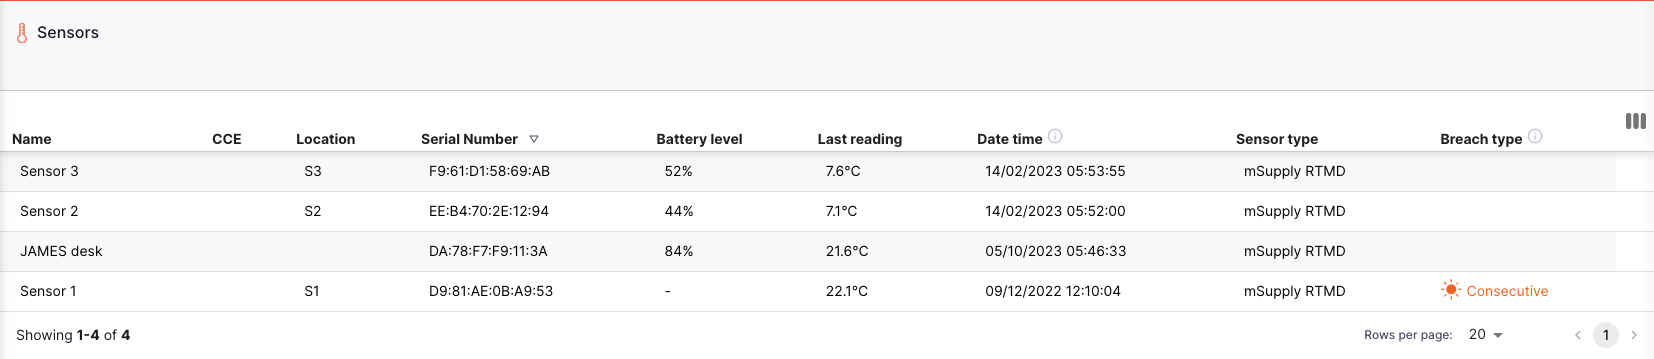 Sensors
Name CCE Location Serial Number Battery level Last reading Date time Sensor type Breach type
Sensor 3 S3 F9:61:D1:58:69:AB 52% 7.6°C 14/02/2023 05:53:55 mSupply RTMD
Sensor 2 S2 EE:B4:70:2E:12:94 44% 7.1°C 14/02/2023 05:52:00 mSupply RTMD
JAMES desk DA:78:F7:F9:11:3A 84% 21.6°C 05/10/2023 05:46:33 mSupply RTMD
Sensor 1 S1 D9:81:AE:0B:A9:53 - 22.1°C 09/12/2022 12:10:04 mSupply RTMD Consecutive
Showing 1-4 of 4 Rows per page: 20 1